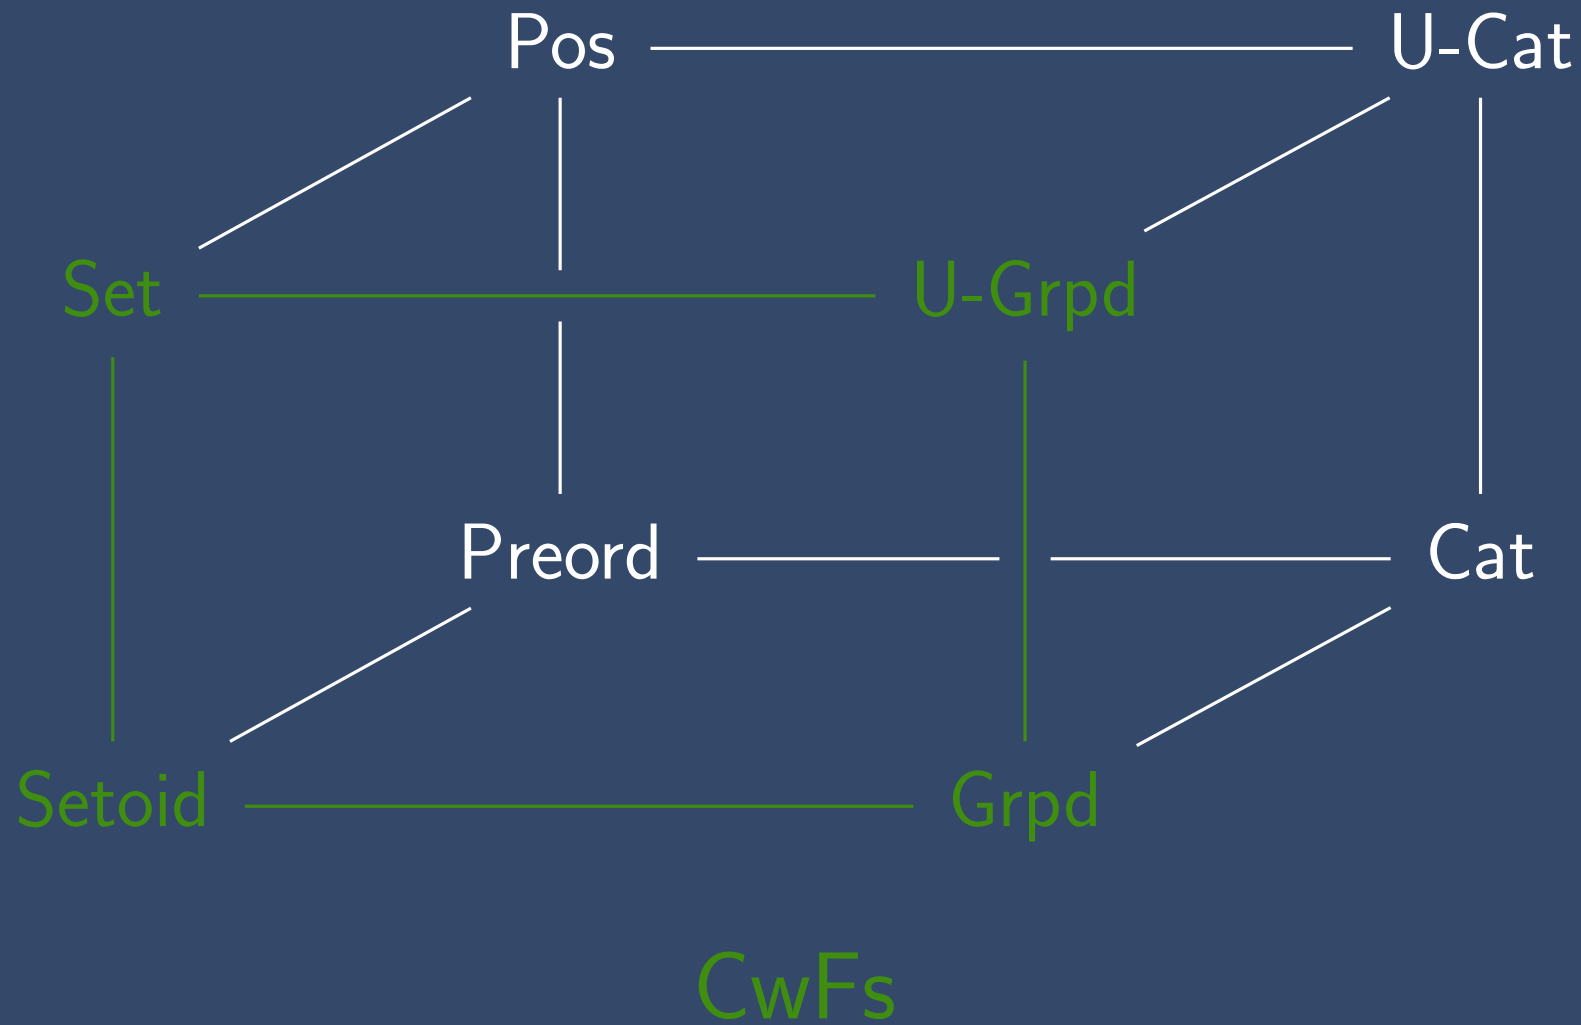 Pos U-Cat
Set U-Grpd
Preord Cat
Setoid Grpd
CwFs